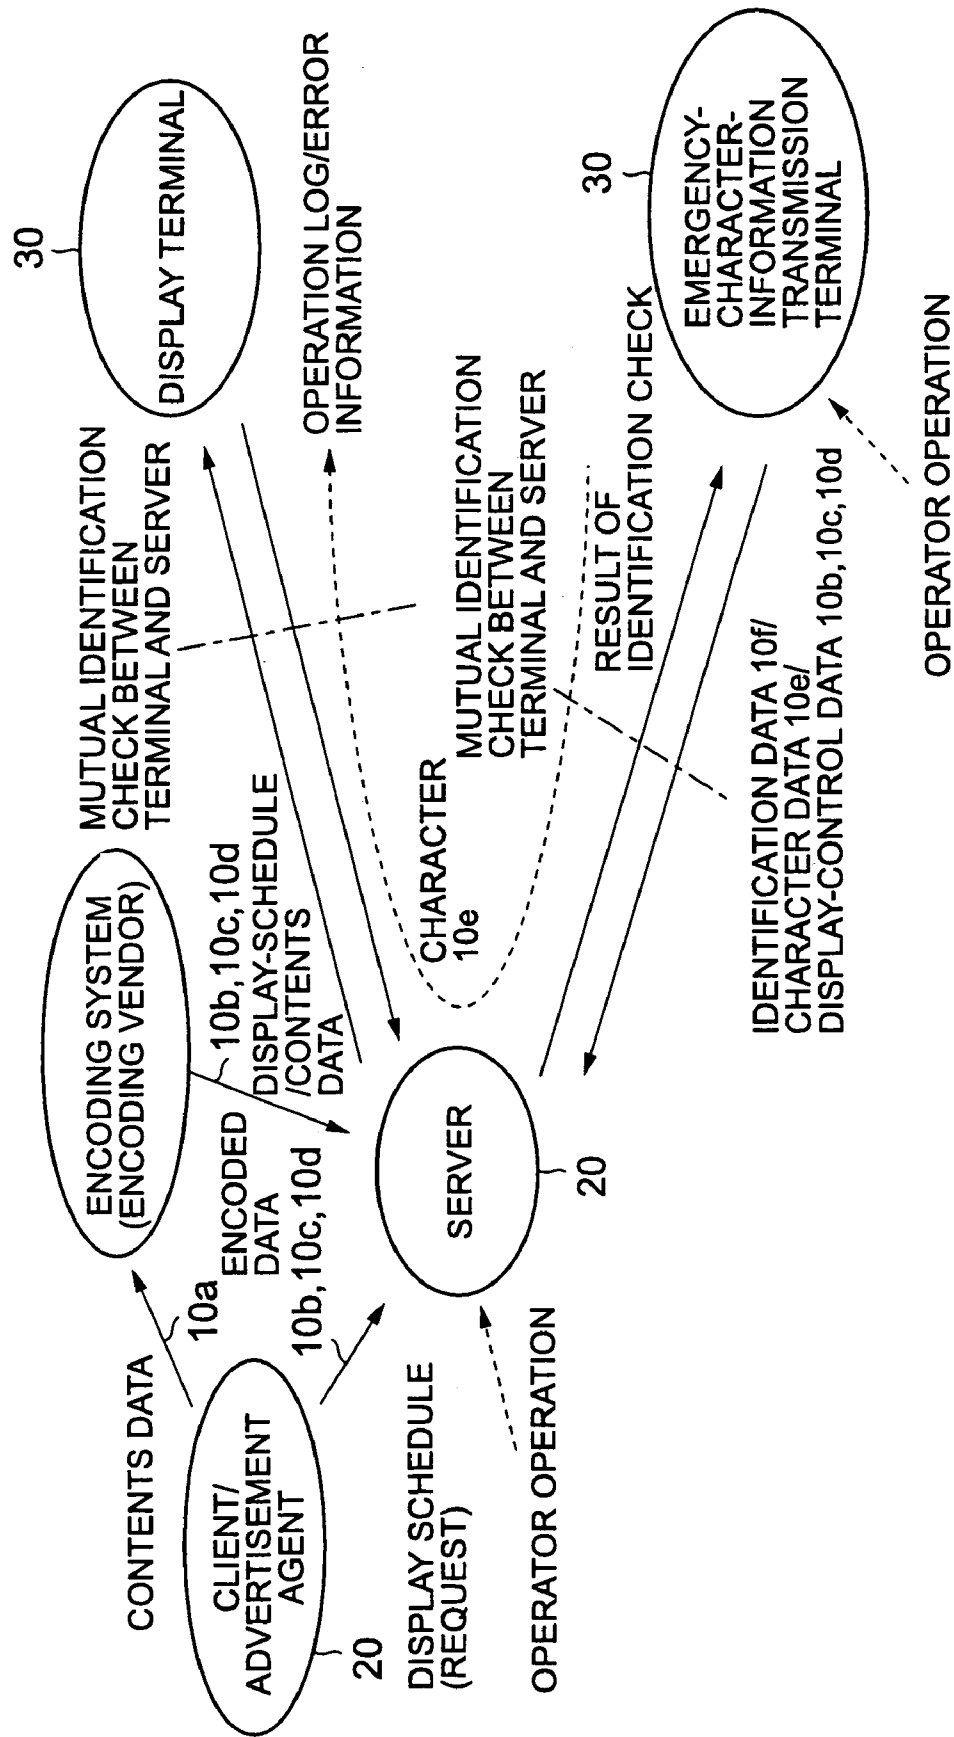 CONTENTS DATA
10a
CLIENT/
ADVERTISEMENT
AGENT
20
ENCODING SYSTEM
(ENCODING VENDOR)
ENCODED
DATA
10b,10c,10d
10b,10c,10d
DISPLAY-SCHEDULE
/CONTENTS
DATA
DISPLAY SCHEDULE
(REQUEST)
OPERATOR OPERATION
SERVER
20
MUTUAL IDENTIFICATION
CHECK BETWEEN
TERMINAL AND SERVER
30
DISPLAY TERMINAL
OPERATION LOG/ERROR
INFORMATION
CHARACTER
10e
MUTUAL IDENTIFICATION
CHECK BETWEEN
TERMINAL AND SERVER
RESULT OF
IDENTIFICATION CHECK
30
EMERGENCY-
CHARACTER-
INFORMATION
TRANSMISSION
TERMINAL
IDENTIFICATION DATA 10f/
CHARACTER DATA 10e/
DISPLAY-CONTROL DATA 10b,10c,10d
OPERATOR OPERATION